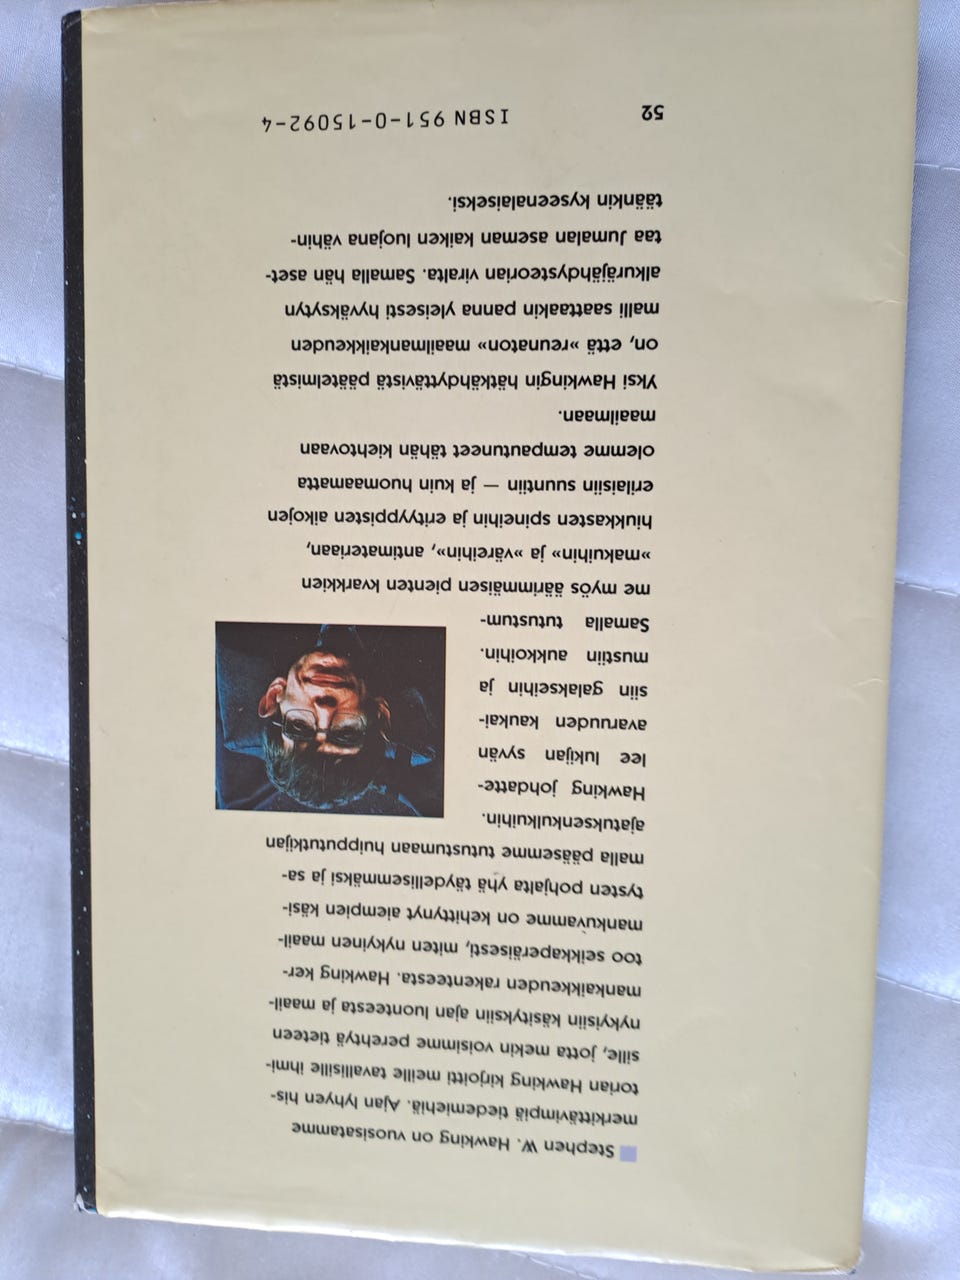 Stephen W. Hawking on vuosisatamme
merkittävimpiä tiedemiehiä. Ajan lyhyen his-
torian Hawking kirjoitti meille tavallisille ihmi-
sille, jotta mekin voisimme perehtyä tieteen
nykyisiin käsityksiin ajan luonteesta ja maail-
mankaikkeuden rakenteesta. Hawking ker-
too seikkaperäisesti, miten nykyinen maail-
mankuvamme on kehittynyt aiempien käsi-
tysten pohjalta yhä täydellisemmäksi ja sa-
malla pääsemme tutustumaan huipputukijan
ajatuksenkulkuihin.
Hawking johdatte-
lee lukijan syvän
avaruuden kaukai-
siin galakseihin ja
mustiin aukkoihin.
Samalla tutustum-
me myös äärimmäisen pienten kvarkkien
»makuihin» ja »väreihin», antimateriaan,
hiukkasten spineihin ja erityyppisten aikojen
erilaisiin suuntiin — ja kuin huomaamatta
olemme tempautuneet tähän kiehtovaan
maailmaan.
Yksi Hawkingin hätkähdyttävistä päätelmistä
on, että »reunaton» maailmankaikkeuden
malli saattaakin panna yleisesti hyväksytyn
alkuräjähdysteorian viralta. Samalla hän aset-
taa Jumalan aseman kaiken luojana vähin-
täänkin kyseenalaiseksi.
52 ISBN 951-0-15092-4